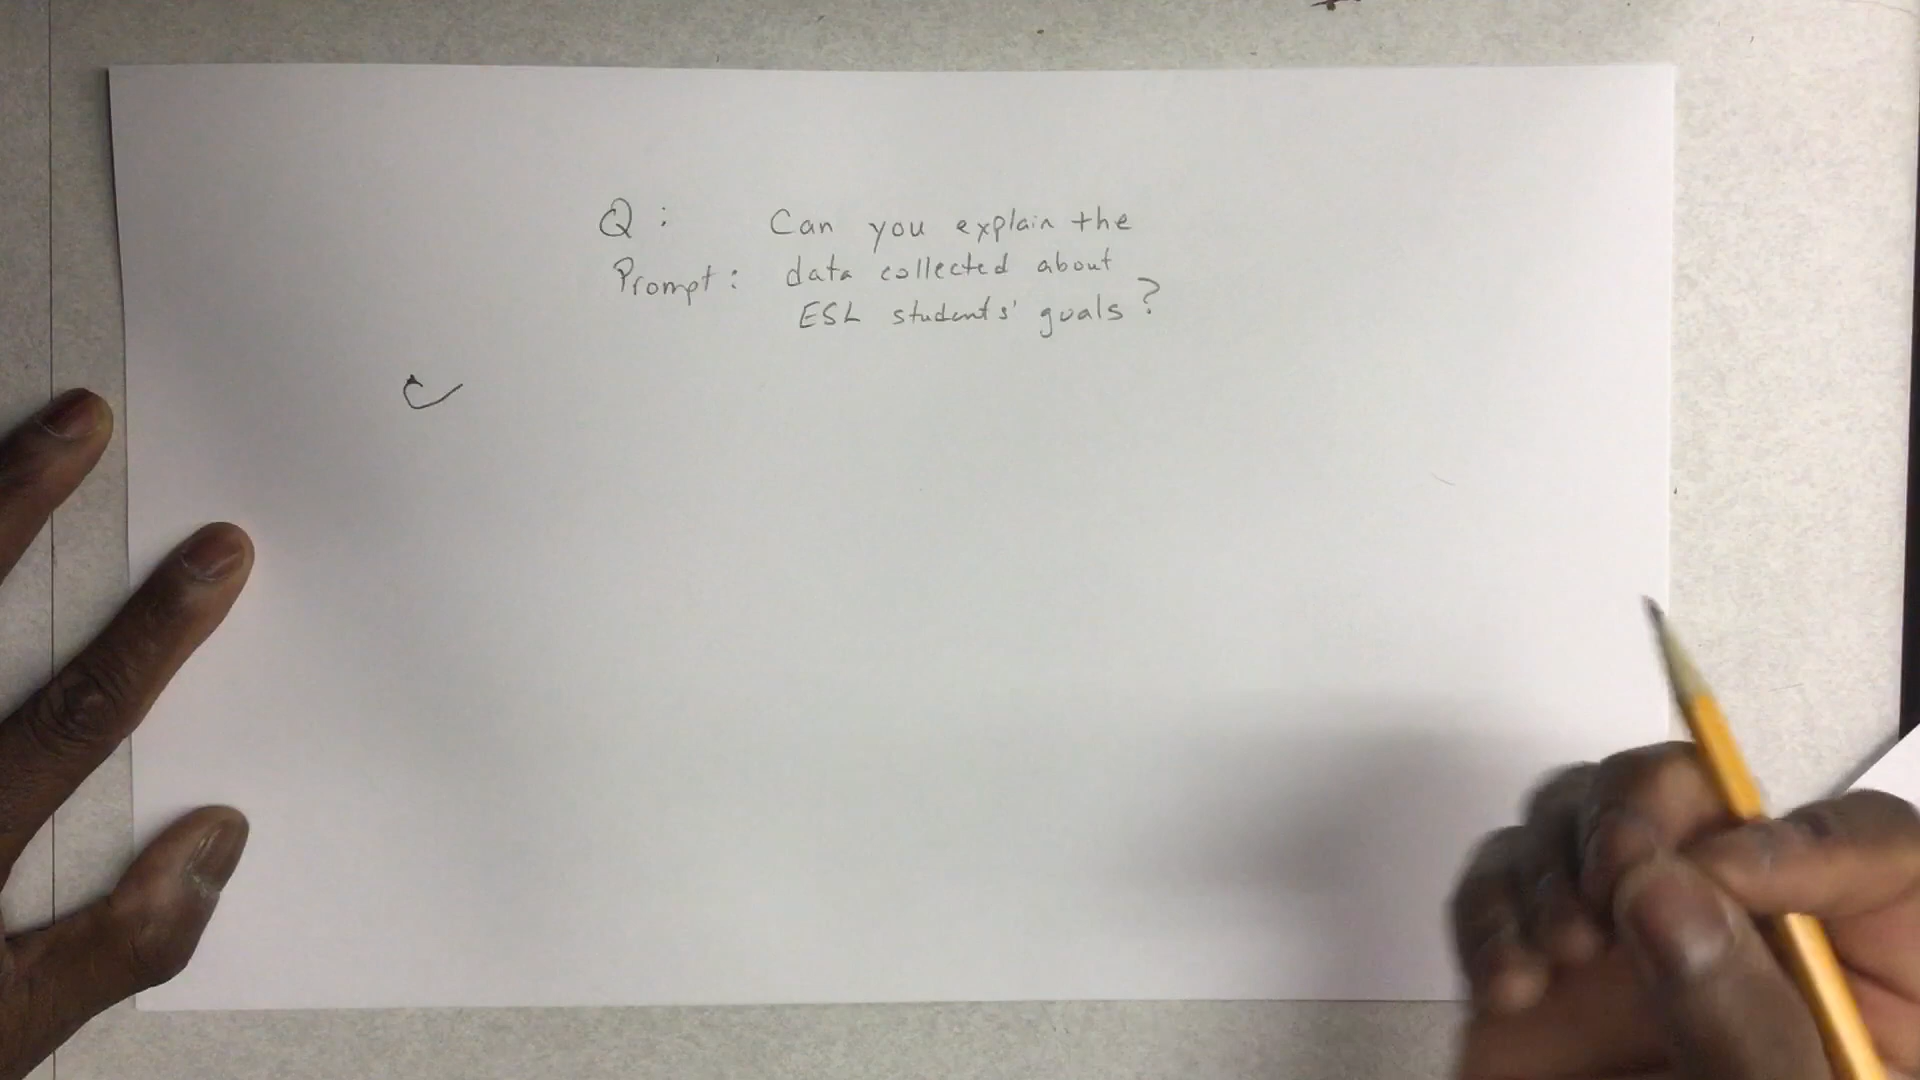 Q: Can you explain the
Prompt: data collected about
ESL students' goals?